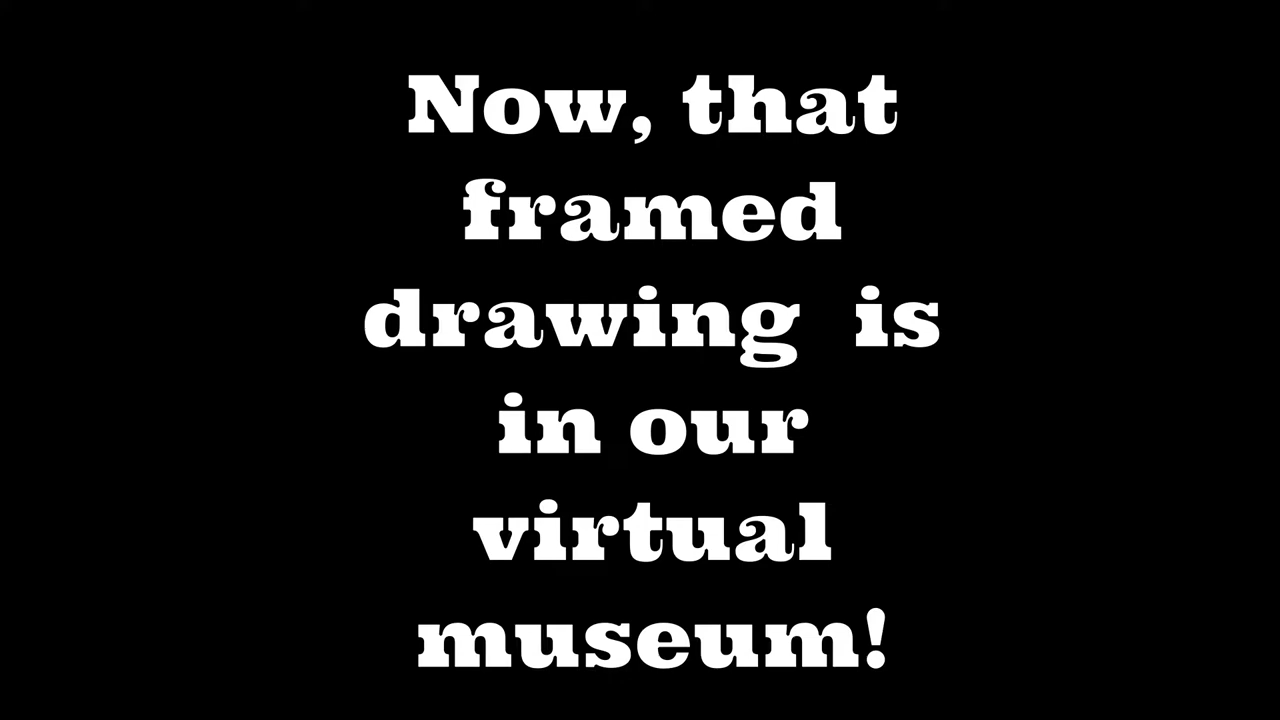 Now, that
framed
drawing  is
in our
virtual
museum!